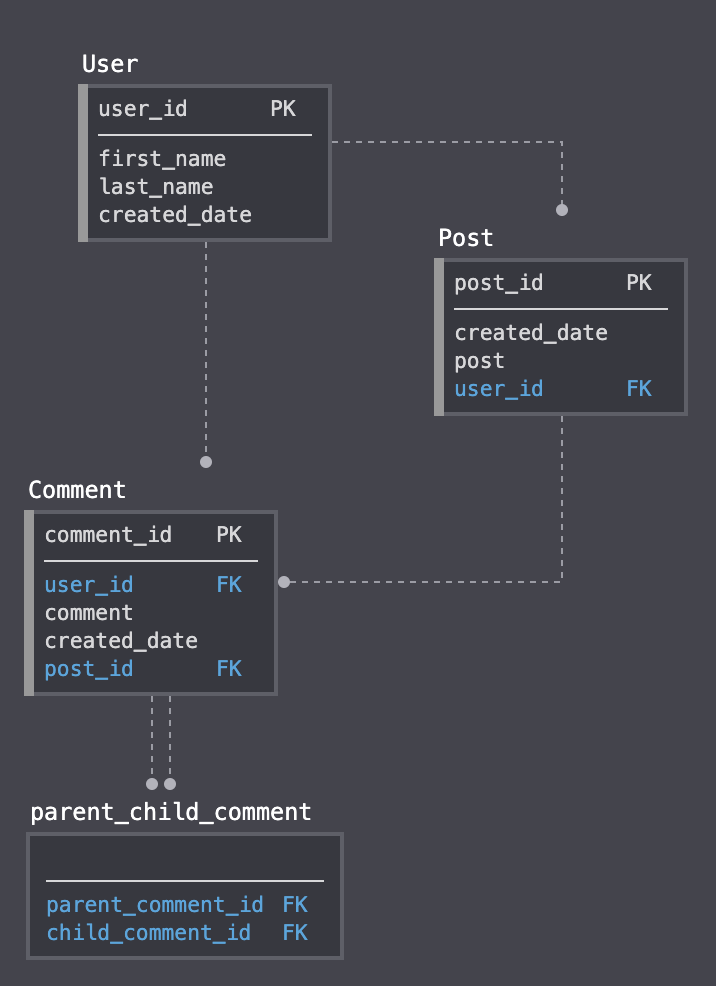 User
user_id PK
first_name
last_name
created_date
Post
post_id PK
created_date
post
user_id FK
Comment
comment_id PK
user_id FK
comment
created_date
post_id FK
parent_child_comment
parent_comment_id FK
child_comment_id FK